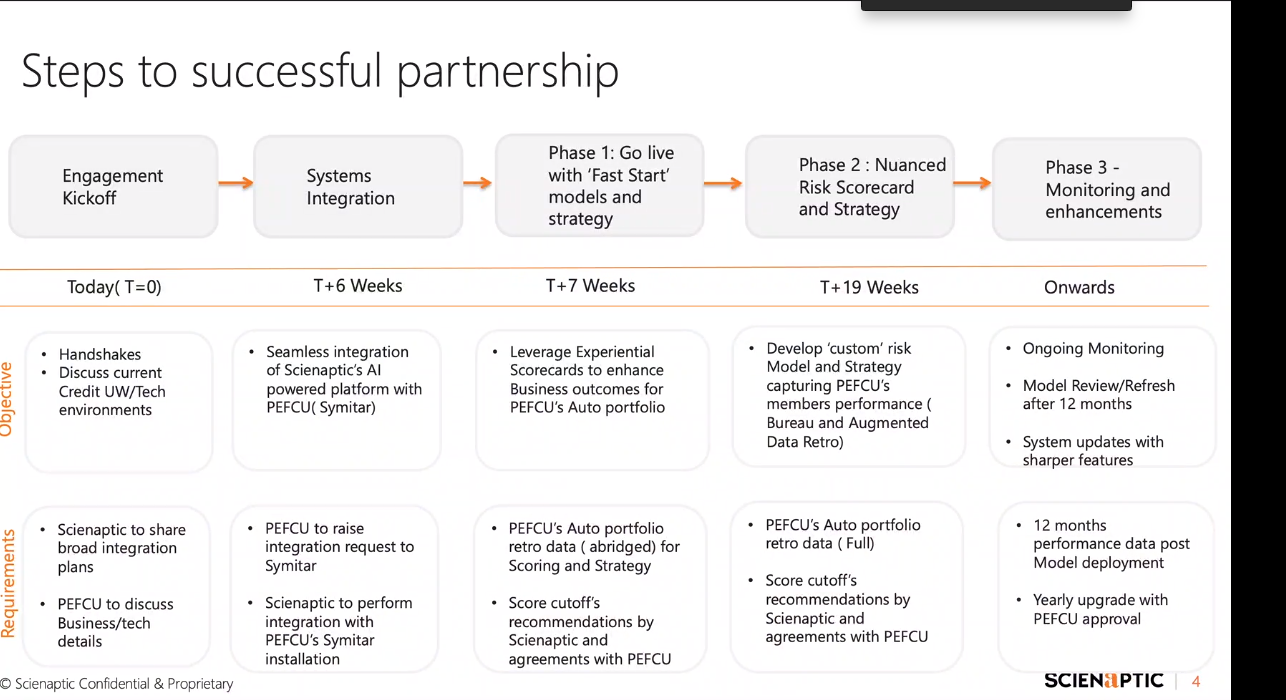 Steps to successful partnership
Engagement
Kickoff
Systems
Integration
Phase 1: Go live
with ‘Fast Start’
models and
strategy
Phase 2 : Nuanced
Risk Scorecard
and Strategy
Phase 3 -
Monitoring and
enhancements
Today( T=0)
T+6 Weeks
T+7 Weeks
T+19 Weeks
Onwards
Objective
• Handshakes
• Discuss current
Credit UW/Tech
environments
• Seamless integration
of Scienaptic’s AI
powered platform with
PEFCU( Symitar)
• Leverage Experiential
Scorecards to enhance
Business outcomes for
PEFCU’s Auto portfolio
• Develop ‘custom’ risk
Model and Strategy
capturing PEFCU’s
members performance (
Bureau and Augmented
Data Retro)
• Ongoing Monitoring
• Model Review/Refresh
after 12 months
• System updates with
sharper features
Requirements
• Scienaptic to share
broad integration
plans
• PEFCU to discuss
Business/tech
details
• PEFCU to raise
integration request to
Symitar
• Scienaptic to perform
integration with
PEFCU’s Symitar
installation
• PEFCU’s Auto portfolio
retro data ( abridged) for
Scoring and Strategy
• Score cutoff’s
recommendations by
Scienaptic and
agreements with PEFCU
• PEFCU’s Auto portfolio
retro data ( Full)
• Score cutoff’s
recommendations by
Scienaptic and
agreements with PEFCU
• 12 months
performance data post
Model deployment
• Yearly upgrade with
PEFCU approval
© Scienaptic Confidential & Proprietary
SCIENAPTIC | 4